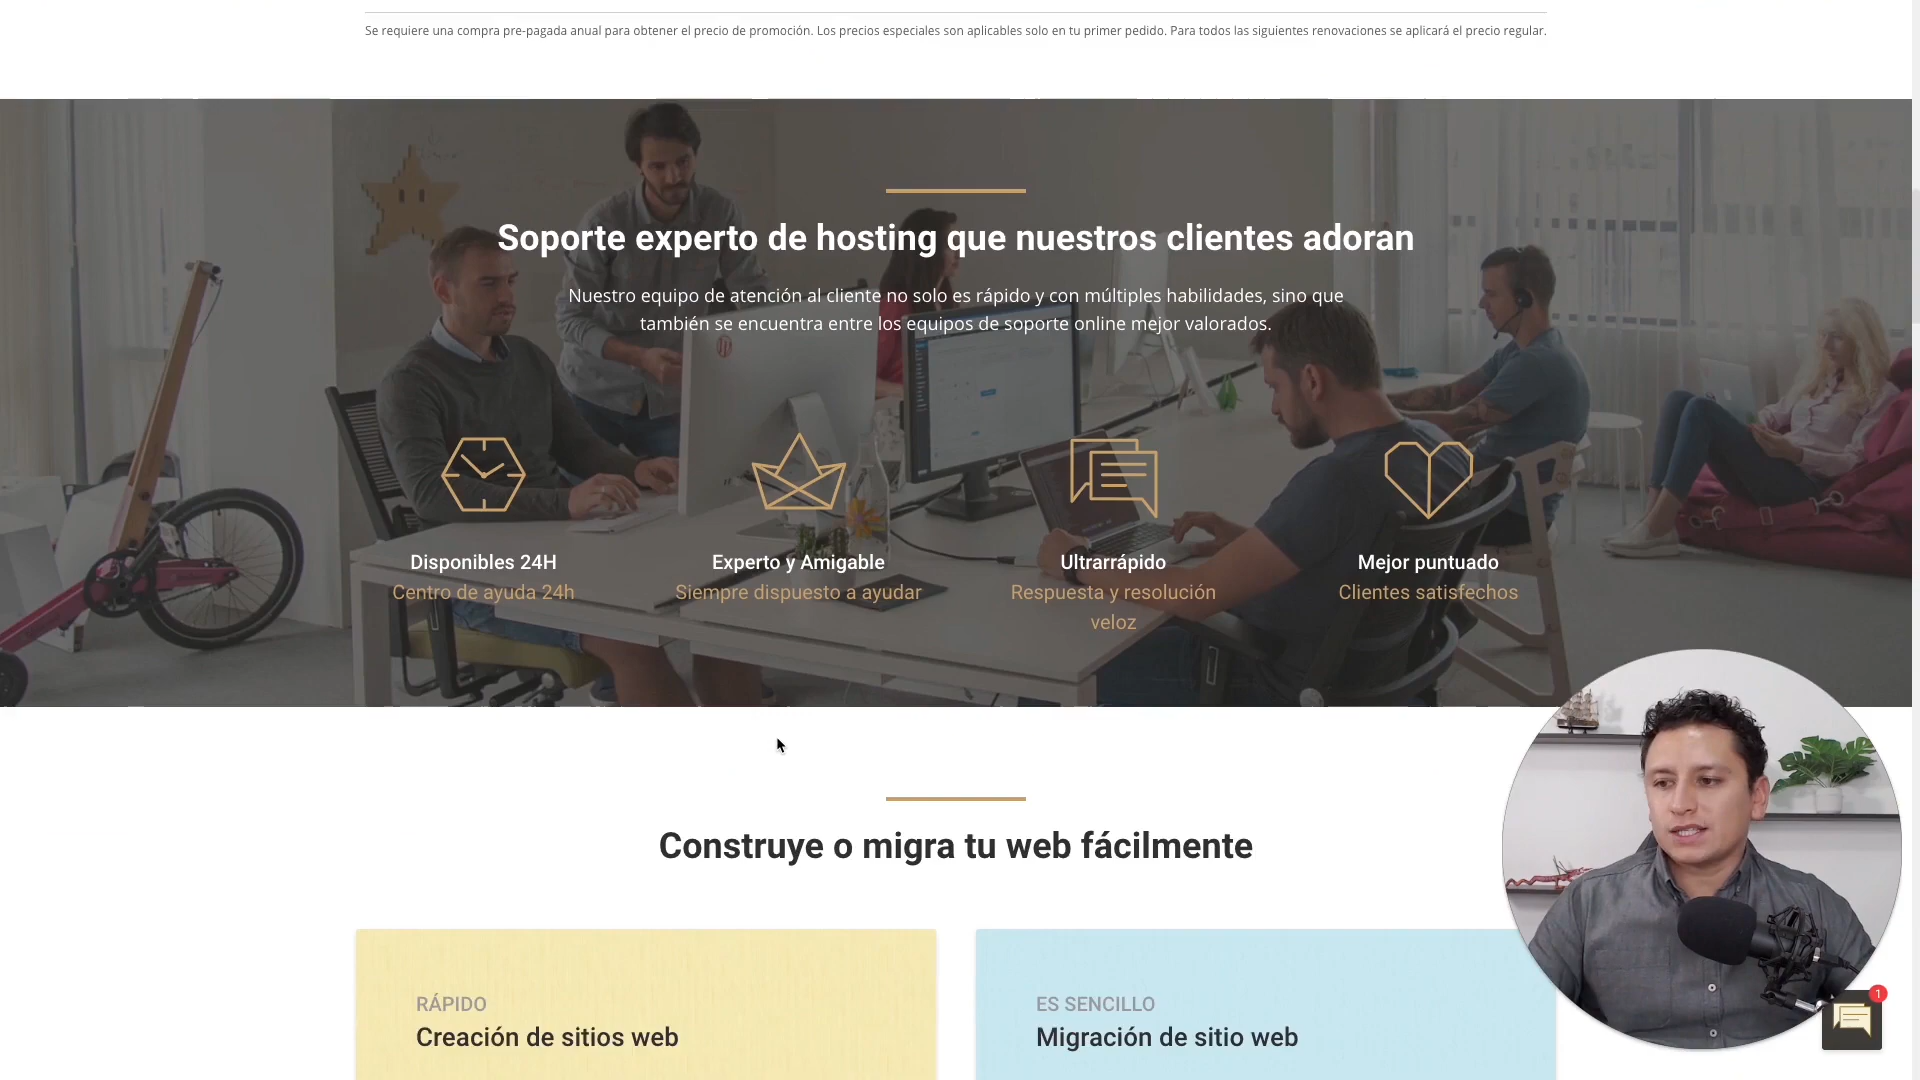 Se requiere una compra pre-pagada anual para obtener el precio de promoción. Los precios especiales son aplicables solo en tu primer pedido. Para todos las siguientes renovaciones se aplicará el precio regular.
Soporte experto de hosting que nuestros clientes adoran
Nuestro equipo de atención al cliente no solo es rápido y con múltiples habilidades, sino que
también se encuentra entre los equipos de soporte online mejor valorados.
Disponibles 24H
Centro de ayuda 24h
Experto y Amigable
Siempre dispuesto a ayudar
Ultrarrápido
Respuesta y resolución
veloz
Mejor puntuado
Clientes satisfechos
Construye o migra tu web fácilmente
RÁPIDO
Creación de sitios web
ES SENCILLO
Migración de sitio web
1